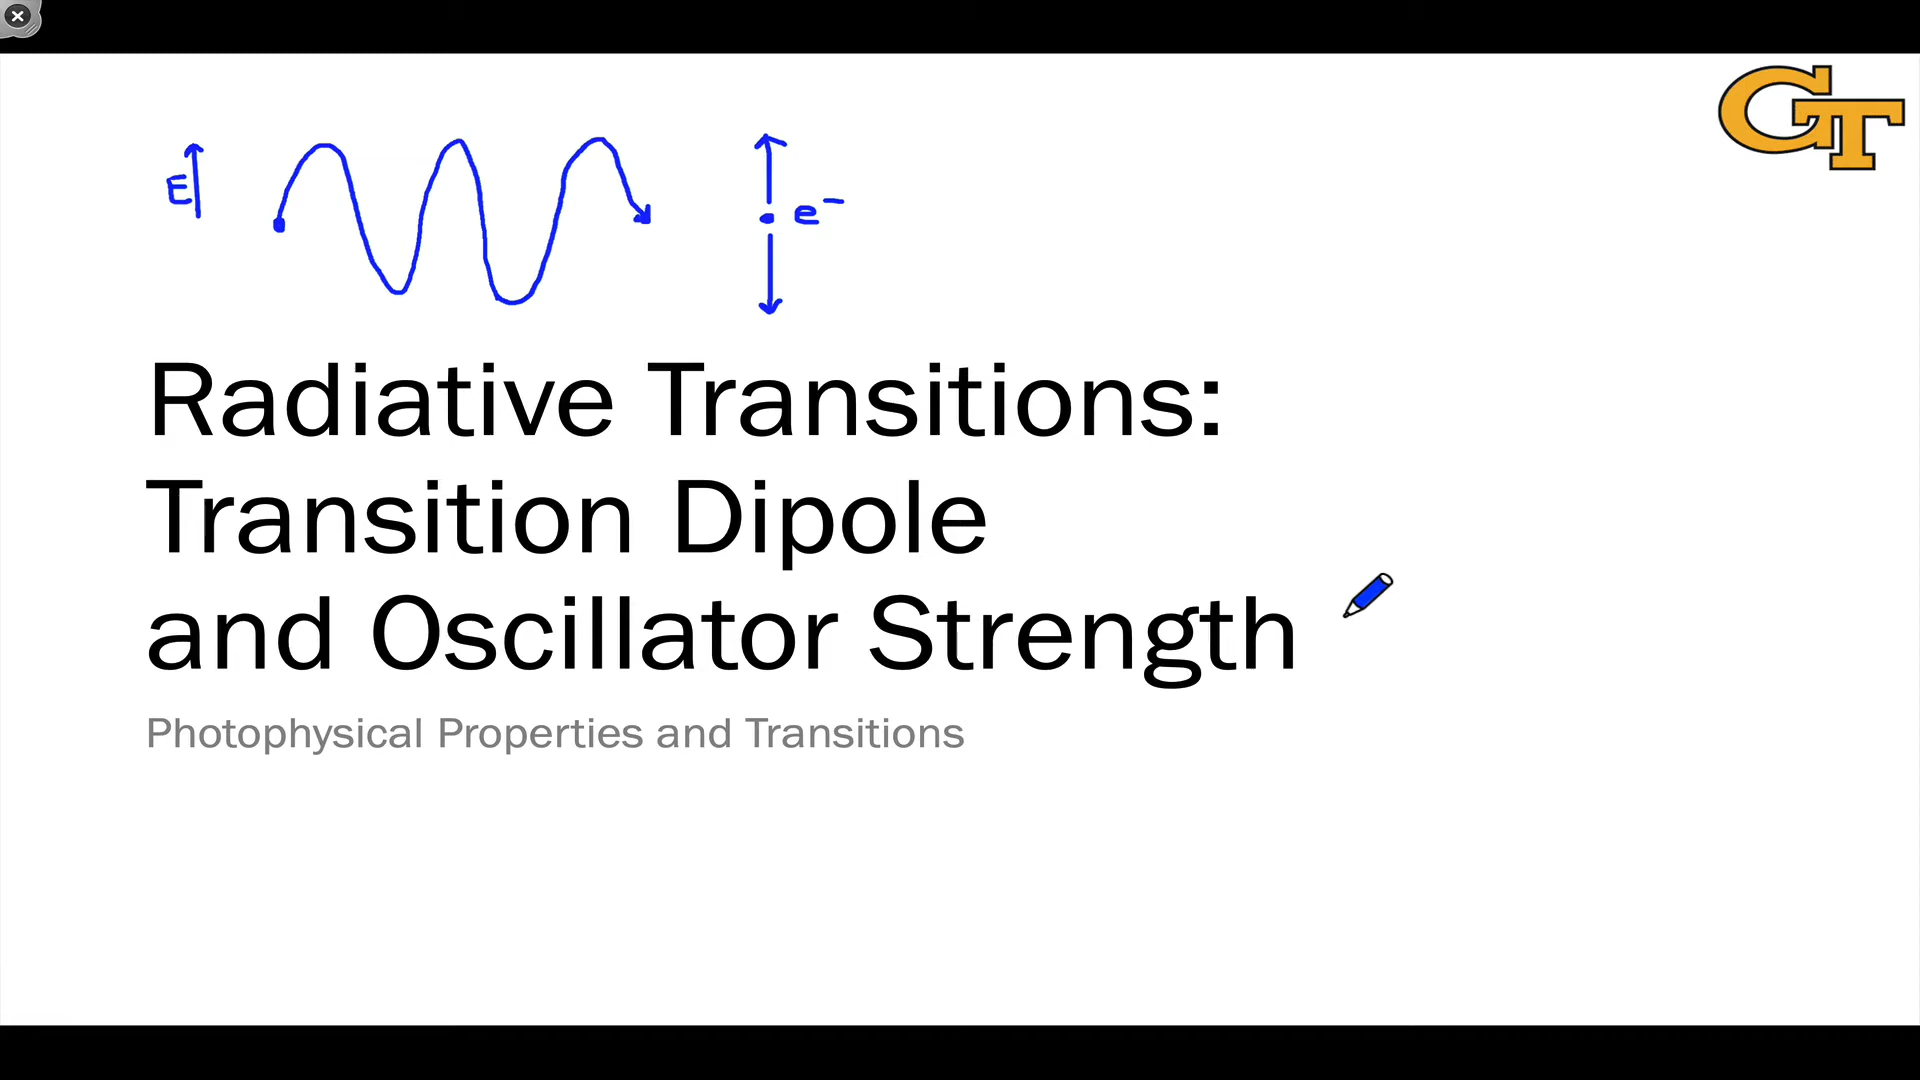 E
e⁻
GT
Radiative Transitions:
Transition Dipole
and Oscillator Strength
Photophysical Properties and Transitions